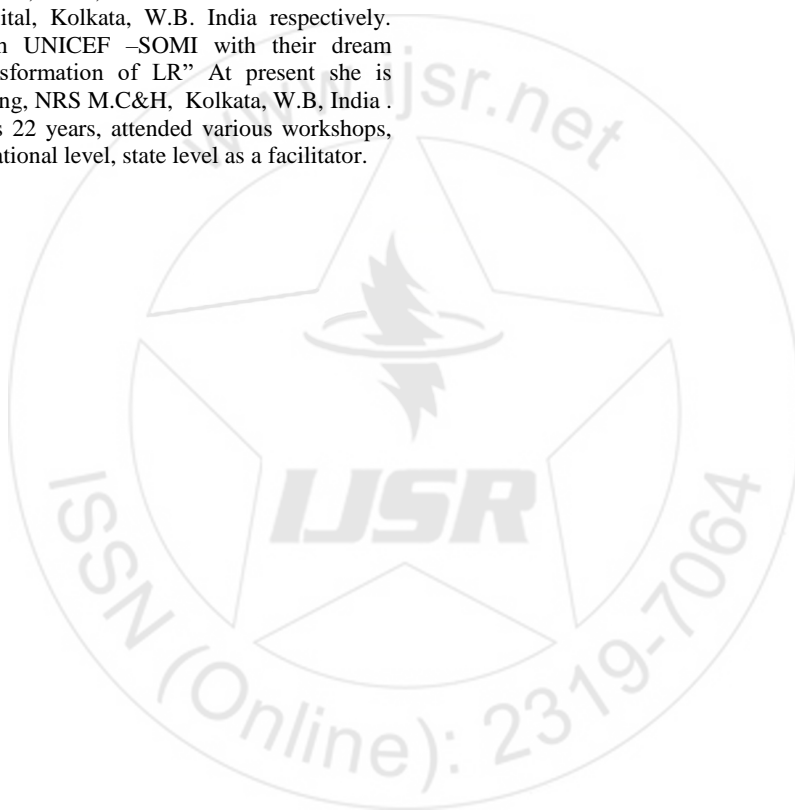 ital, Kolkata, W.B. India respectively.
n UNICEF –SOMI with their dream
sformation of LR” At present she is
ng, NRS M.C&H, Kolkata, W.B, India .
s 22 years, attended various workshops,
ational level, state level as a facilitator.
www.ijsr.net
IJSR
ISSN (Online): 2319-7064